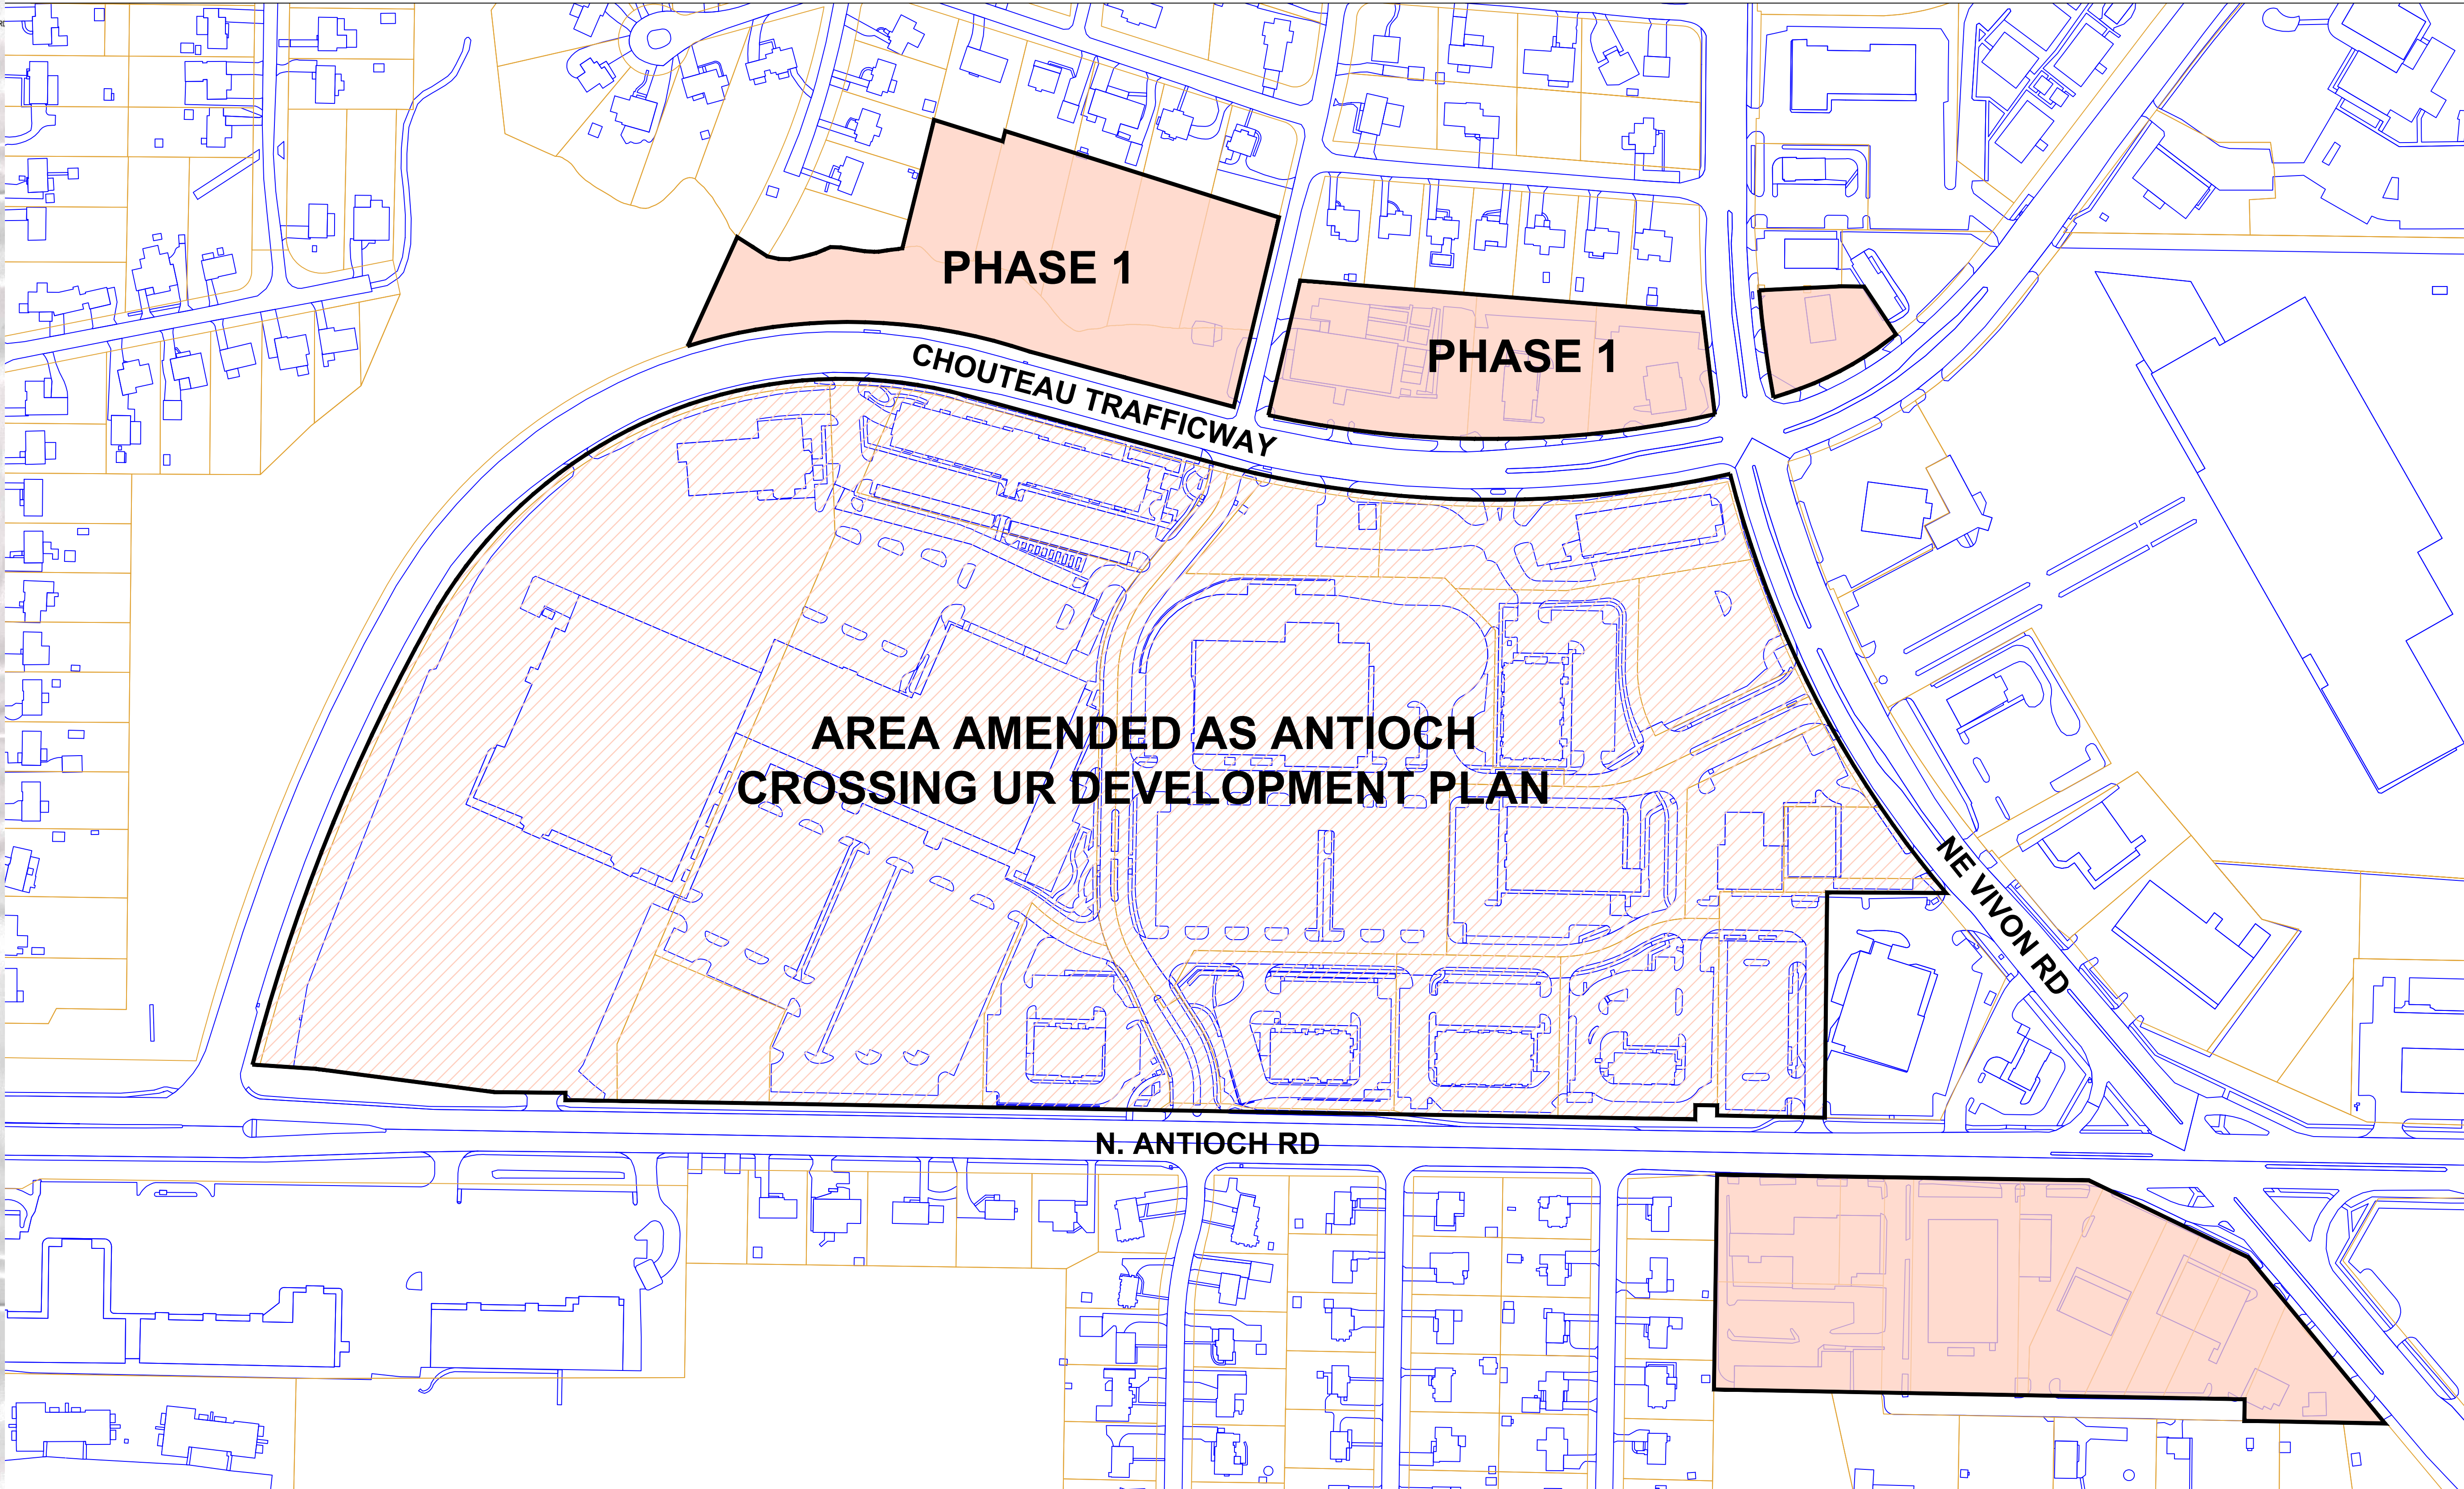 PHASE 1
PHASE 1
CHOUTEAU TRAFFICWAY
AREA AMENDED AS ANTIOCH
CROSSING UR DEVELOPMENT PLAN
NE VIVON RD
N. ANTIOCH RD